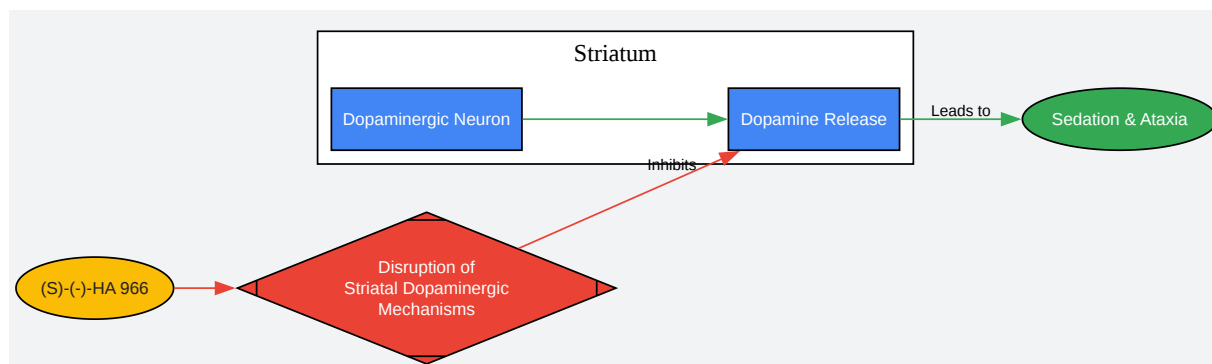 Striatum
Dopaminergic Neuron
Dopamine Release
Leads to
Sedation & Ataxia
Inhibits
(S)-(-)-HA 966
Disruption of
Striatal Dopaminergic
Mechanisms